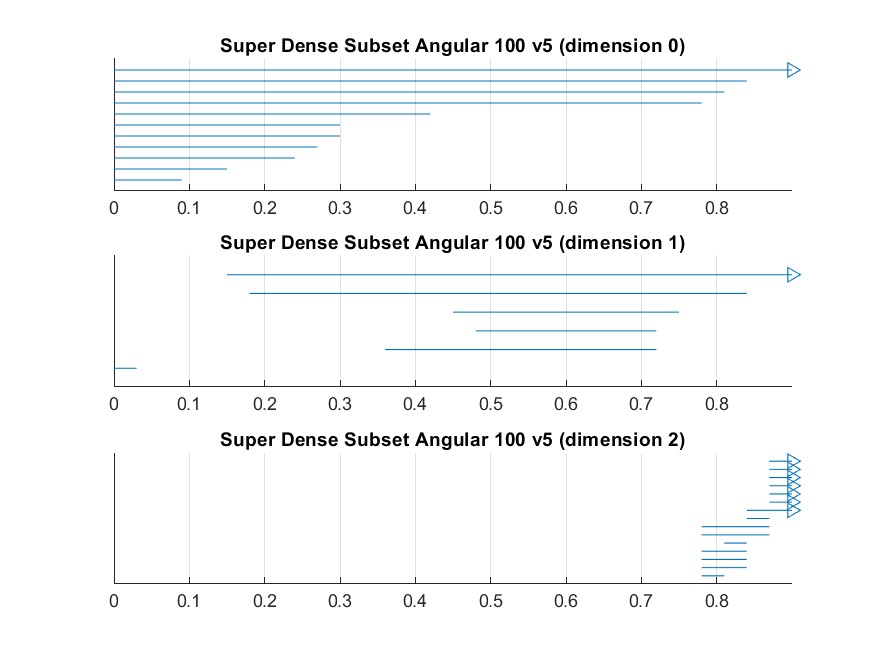 Super Dense Subset Angular 100 v5 (dimension 0)
0 0.1 0.2 0.3 0.4 0.5 0.6 0.7 0.8
Super Dense Subset Angular 100 v5 (dimension 1)
0 0.1 0.2 0.3 0.4 0.5 0.6 0.7 0.8
Super Dense Subset Angular 100 v5 (dimension 2)
0 0.1 0.2 0.3 0.4 0.5 0.6 0.7 0.8